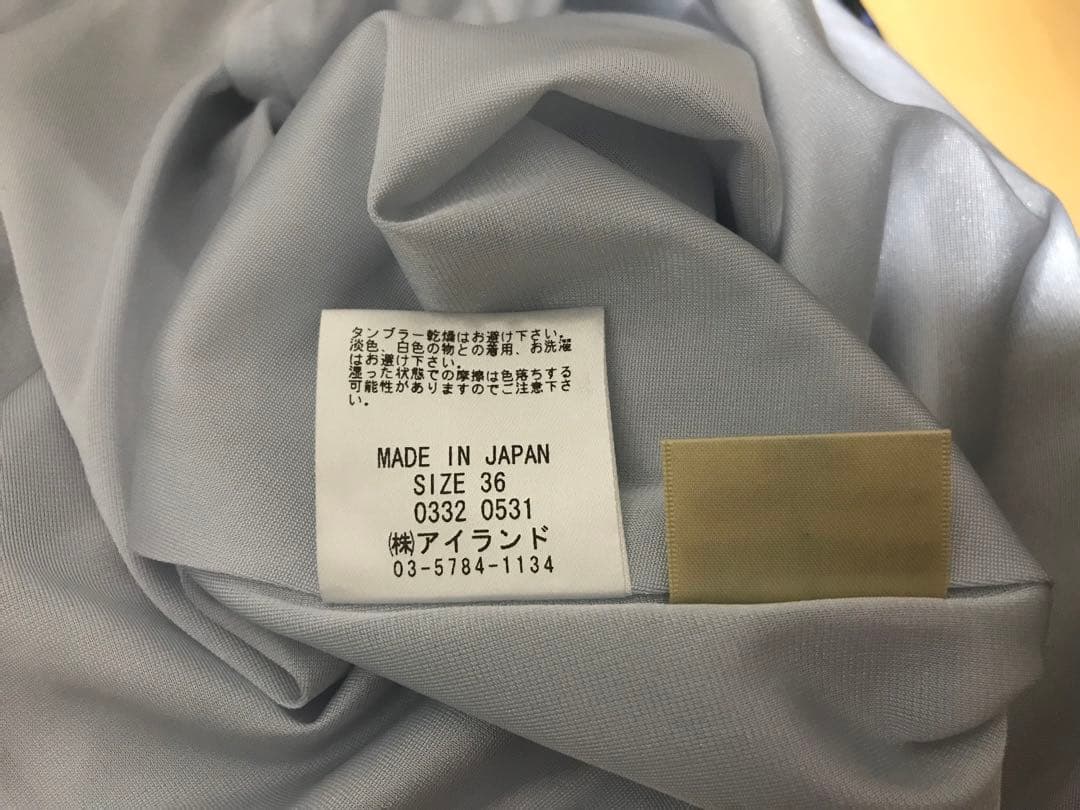 タンブラー乾燥はお避け下さい。
淡色、白色の物との着用、お洗濯
はお避け下さい。
湿った状態での摩擦は色落ちする
可能性がありますのでご注意下さ
い。
MADE IN JAPAN
SIZE 36
0332 0531
㈱アイランド
03-5784-1134